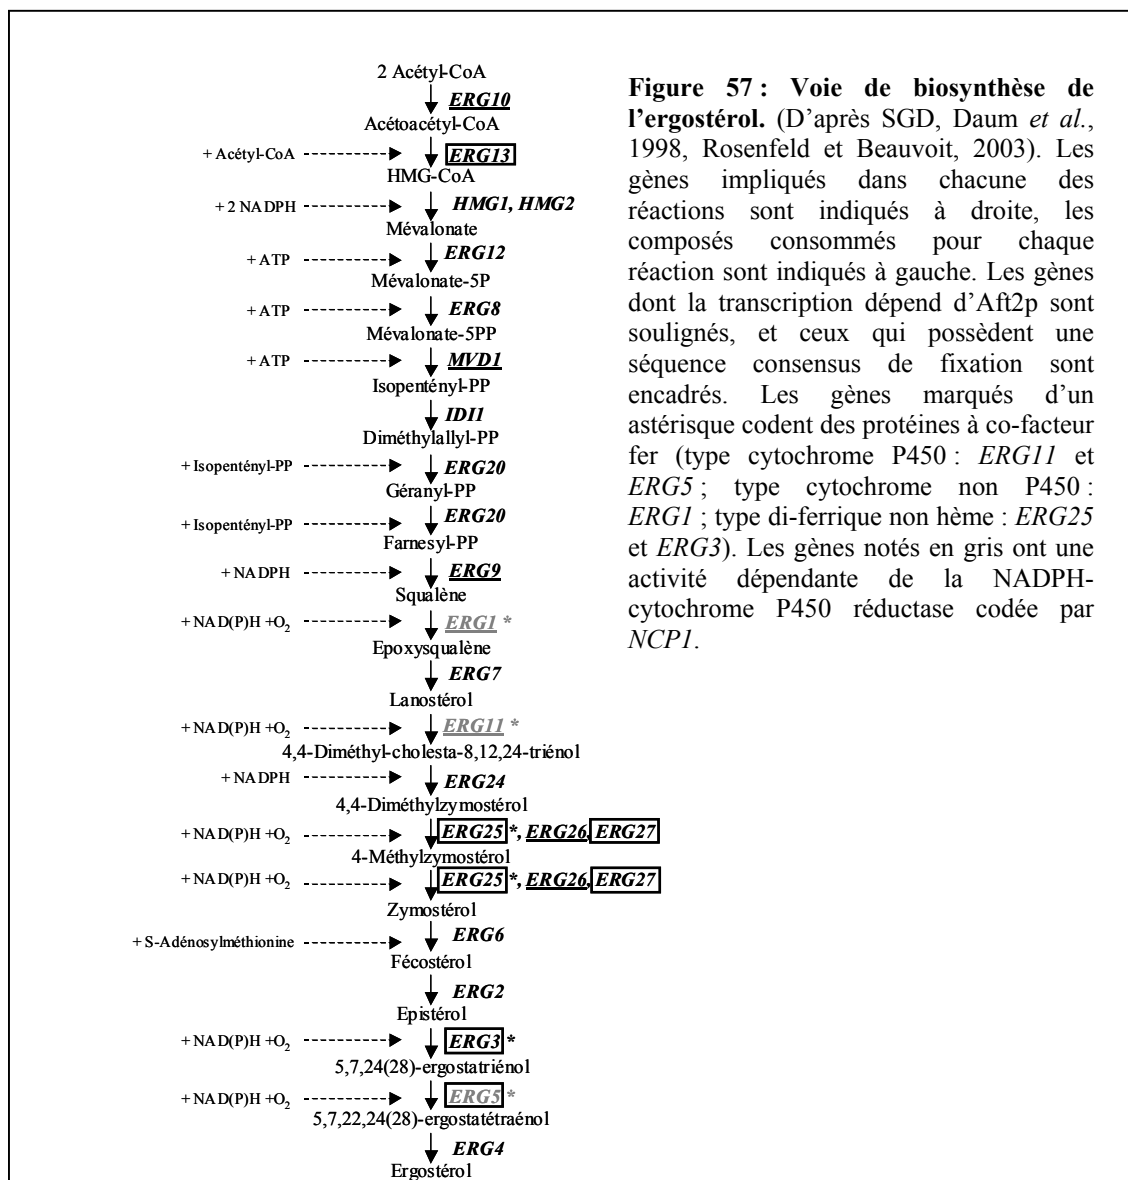 2 Acétyl-CoA
ERG10
Acétoacétyl-CoA
+ Acétyl-CoA
ERG13
HMG-CoA
+ 2 NADPH
HMG1, HMG2
Mévalonate
+ ATP
ERG12
Mévalonate-5P
+ ATP
ERG8
Mévalonate-5PP
+ ATP
MVD1
Isopentényl-PP
IDI1
Diméthylallyl-PP
+ Isopentényl-PP
ERG20
Géranyl-PP
+ Isopentényl-PP
ERG20
Farnesyl-PP
+ NADPH
ERG9
Squalène
+ NAD(P)H +O₂
ERG1 *
Epoxysqualène
ERG7
Lanostérol
+ NAD(P)H +O₂
ERG11 *
4,4-Diméthyl-cholesta-8,12,24-triénol
+ NADPH
ERG24
4,4-Diméthylzymostérol
+ NAD(P)H +O₂
ERG25 *, ERG26, ERG27
4-Méthylzymostérol
+ NAD(P)H +O₂
ERG25 *, ERG26, ERG27
Zymostérol
+ S-Adénosylméthionine
ERG6
Fécostérol
ERG2
Epistérol
+ NAD(P)H +O₂
ERG3 *
5,7,24(28)-ergostatriénol
+ NAD(P)H +O₂
ERG5 *
5,7,22,24(28)-ergostatétraénol
ERG4
Ergostérol
Figure 57 : Voie de biosynthèse de
l'ergostérol. (D'après SGD, Daum et al.,
1998, Rosenfeld et Beauvoit, 2003). Les
gènes impliqués dans chacune des
réactions sont indiqués à droite, les
composés consommés pour chaque
réaction sont indiqués à gauche. Les gènes
dont la transcription dépend d'Aft2p sont
soulignés, et ceux qui possèdent une
séquence consensus de fixation sont
encadrés. Les gènes marqués d'un
astérisque codent des protéines à co-facteur
fer (type cytochrome P450 : ERG11 et
ERG5 ; type cytochrome non P450 :
ERG1 ; type di-ferrique non hème : ERG25
et ERG3). Les gènes notés en gris ont une
activité dépendante de la NADPH-
cytochrome P450 réductase codée par
NCP1.